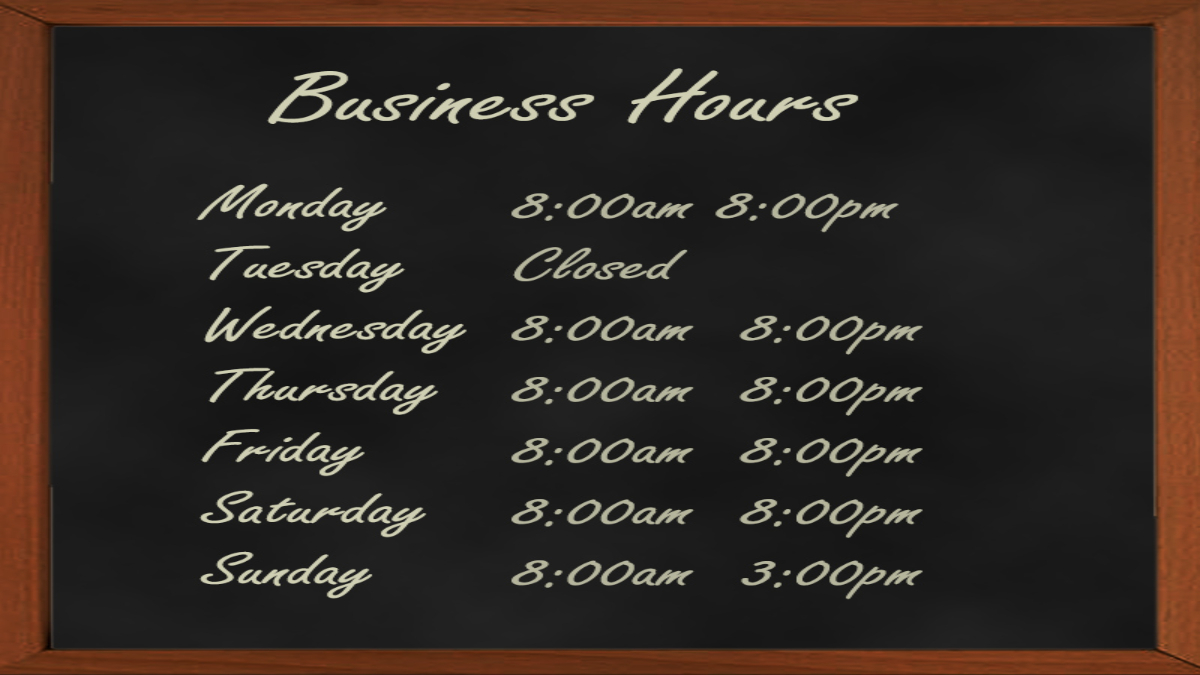 Business Hours
Monday 8:00am 8:00pm
Tuesday Closed
Wednesday 8:00am 8:00pm
Thursday 8:00am 8:00pm
Friday 8:00am 8:00pm
Saturday 8:00am 8:00pm
Sunday 8:00am 3:00pm